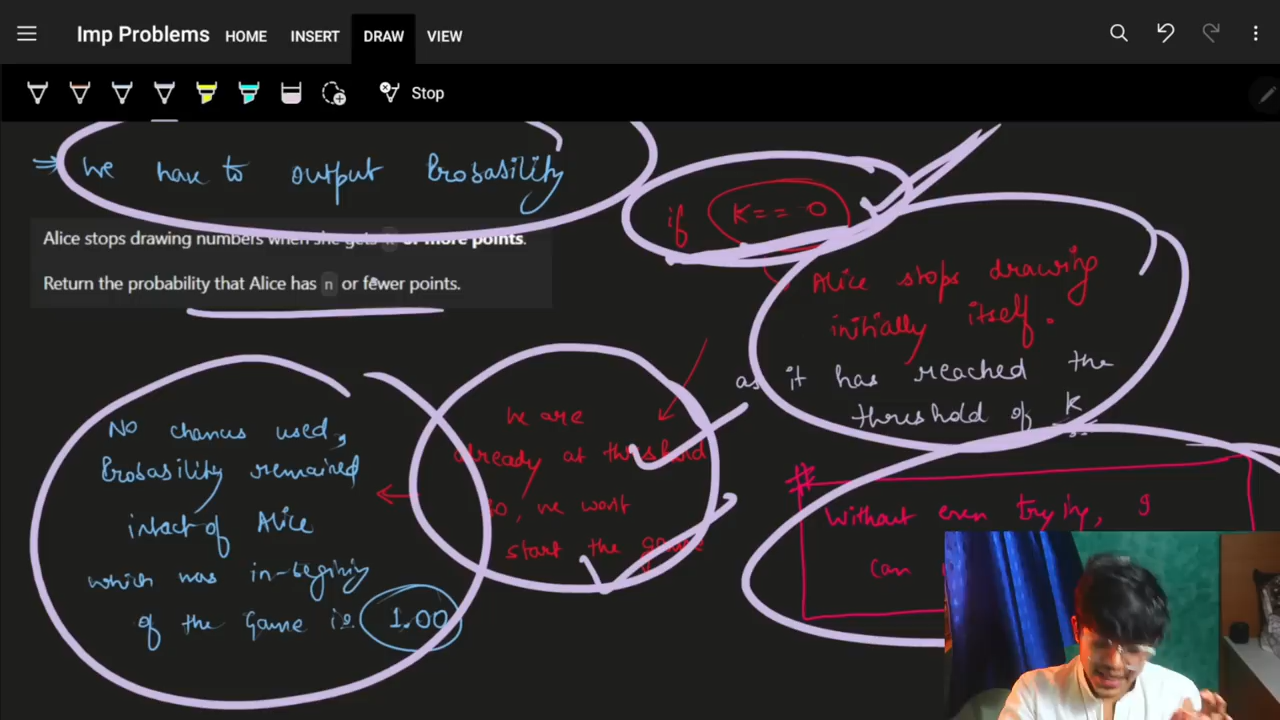 Imp Problems HOME INSERT DRAW VIEW
Stop
We have to output Probability
Alice stops drawing numbers when she gets k or more points.
Return the probability that Alice has n or fewer points.
if K == 0
Alice stops drawing
initially itself.
as it has reached the
threshold of K
We are
already at threshold
so, we wont
start the game
No chances used,
Probability remained
intact of Alice
which was in-begining
of the game is 1.00
#
Without even trying, I
can